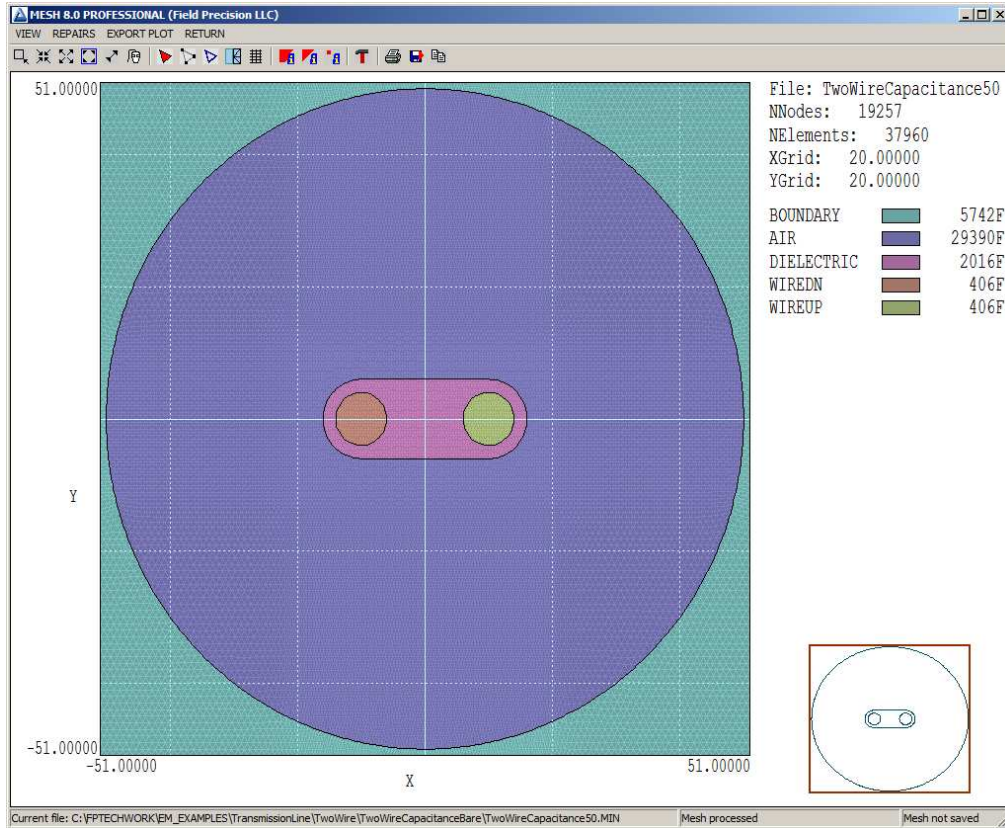 MESH 8.0 PROFESSIONAL (Field Precision LLC)
VIEW REPAIRS EXPORT PLOT RETURN
51.00000
File: TwoWireCapacitance50
NNodes: 19257
NElements: 37960
XGrid: 20.00000
YGrid: 20.00000
BOUNDARY 5742F
AIR 29390F
DIELECTRIC 2016F
WIREDN 406F
WIREUP 406F
Y
-51.00000
-51.00000 51.00000
X
Current file: C:\FPTECHWORK\EM_EXAMPLES\TransmissionLine\TwoWire\TwoWireCapacitanceBare\TwoWireCapacitance50.MIN Mesh processed Mesh not saved